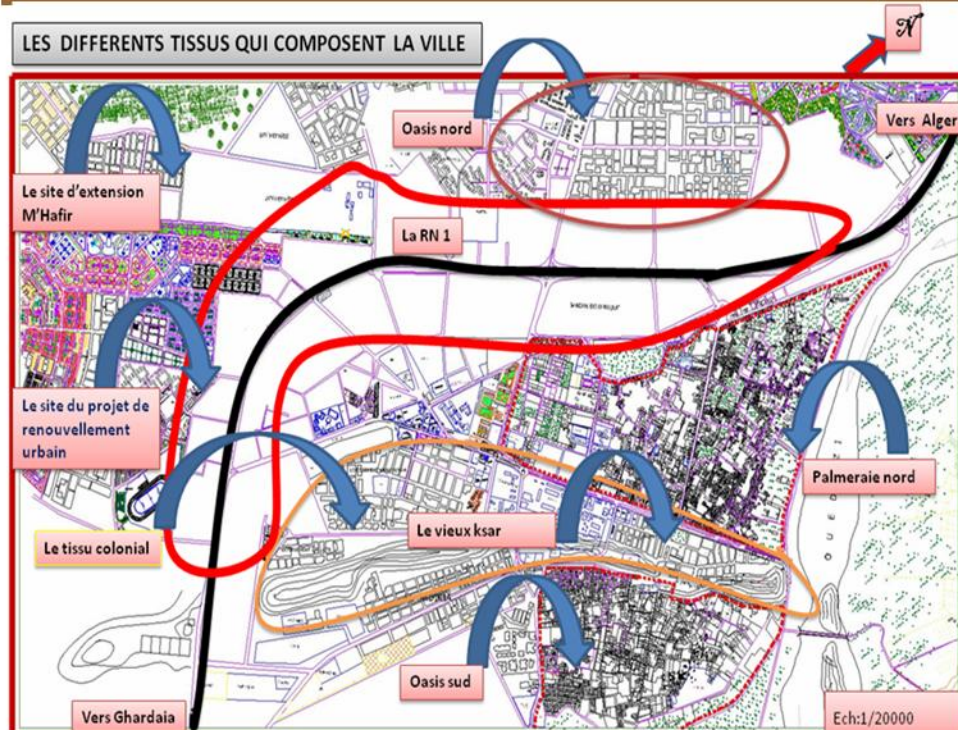 LES DIFFERENTS TISSUS QUI COMPOSENT LA VILLE
N
Oasis nord
Vers Alger
Le site d'extension
M'Hafir
La RN 1
Le site du projet de
renouvellement
urbain
Palmeraie nord
Le vieux ksar
Le tissu colonial
OUED
Oasis sud
Vers Ghardaia
Ech:1/20000